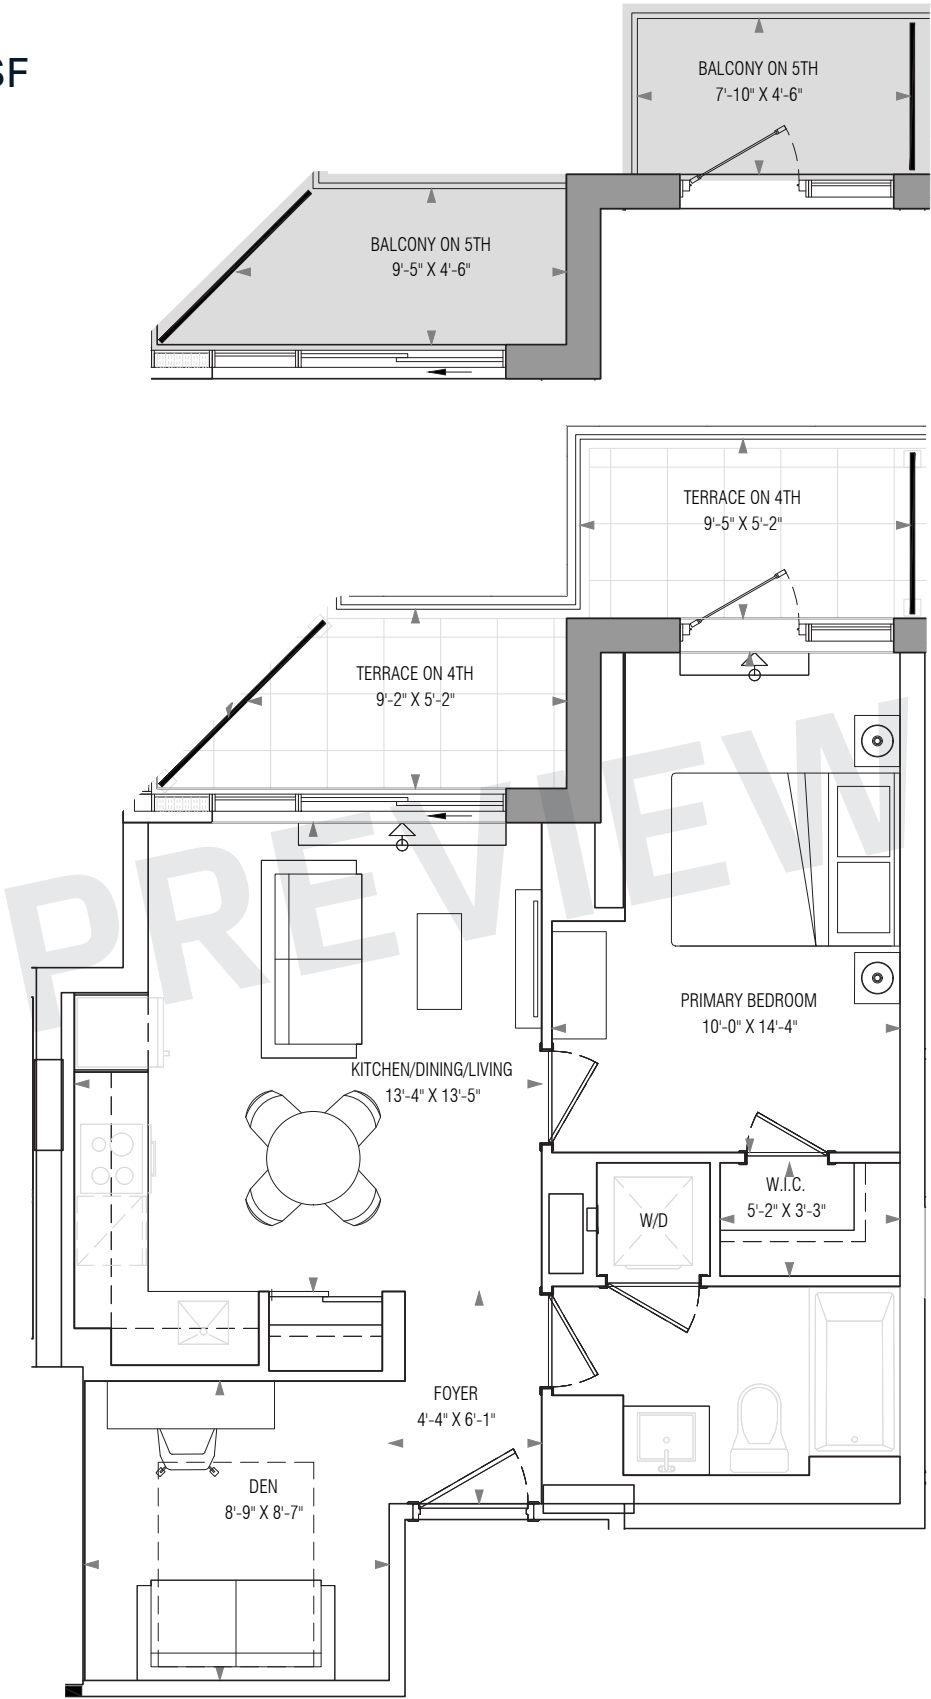 SF
BALCONY ON 5TH
7'-10" X 4'-6"
BALCONY ON 5TH
9'-5" X 4'-6"
TERRACE ON 4TH
9'-5" X 5'-2"
TERRACE ON 4TH
9'-2" X 5'-2"
PREVIEW
PRIMARY BEDROOM
10'-0" X 14'-4"
KITCHEN/DINING/LIVING
13'-4" X 13'-5"
W.I.C.
5'-2" X 3'-3"
W/D
FOYER
4'-4" X 6'-1"
DEN
8'-9" X 8'-7"